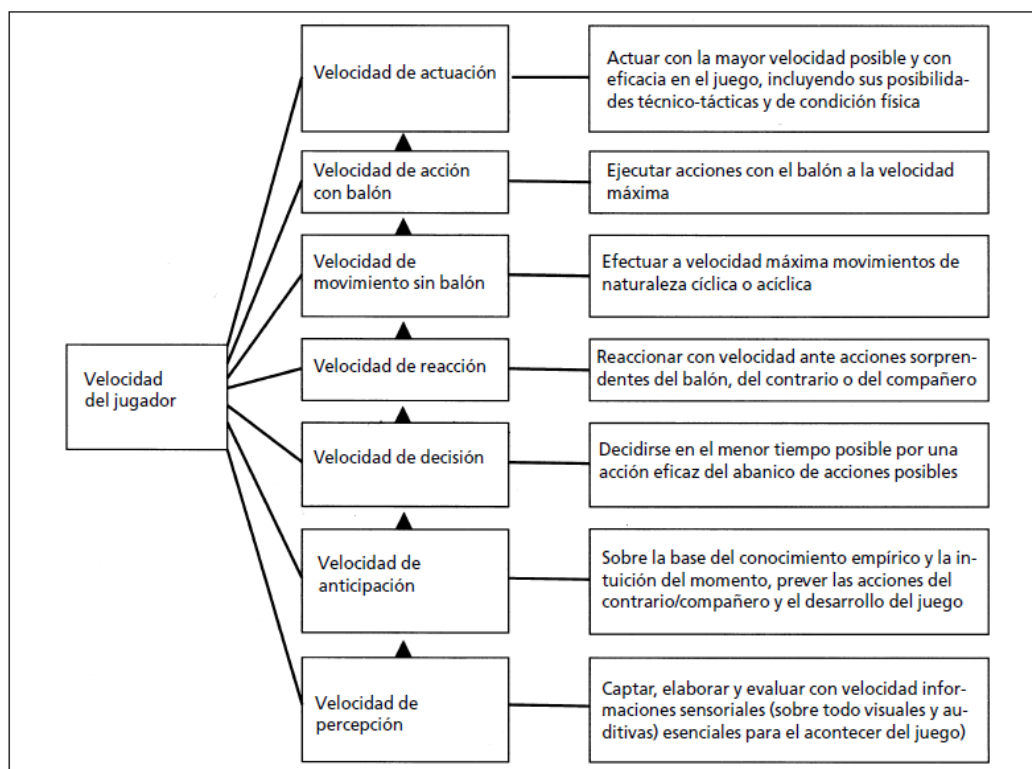 Velocidad de actuación
Actuar con la mayor velocidad posible y con
eficacia en el juego, incluyendo sus posibilida
des técnico-tácticas y de condición física
Velocidad de acción
con balón
Ejecutar acciones con el balón a la velocidad
máxima
Velocidad de
movimiento sin balón
Efectuar a velocidad máxima movimientos de
naturaleza cíclica o acíclica
Velocidad
del jugador
Velocidad de reacción
Reaccionar con velocidad ante acciones sorpren-
dentes del balón, del contrario o del compañero
Velocidad de decisión
Decidirse en el menor tiempo posible por una
acción eficaz del abanico de acciones posibles
Velocidad de
anticipación
Sobre la base del conocimiento empírico y la in-
tuición del momento, prever las acciones del
contrario/compañero y el desarrollo del juego
Velocidad de
percepción
Captar, elaborar y evaluar con velocidad infor-
maciones sensoriales (sobre todo visuales y au-
ditivas) esenciales para el acontecer del juego)